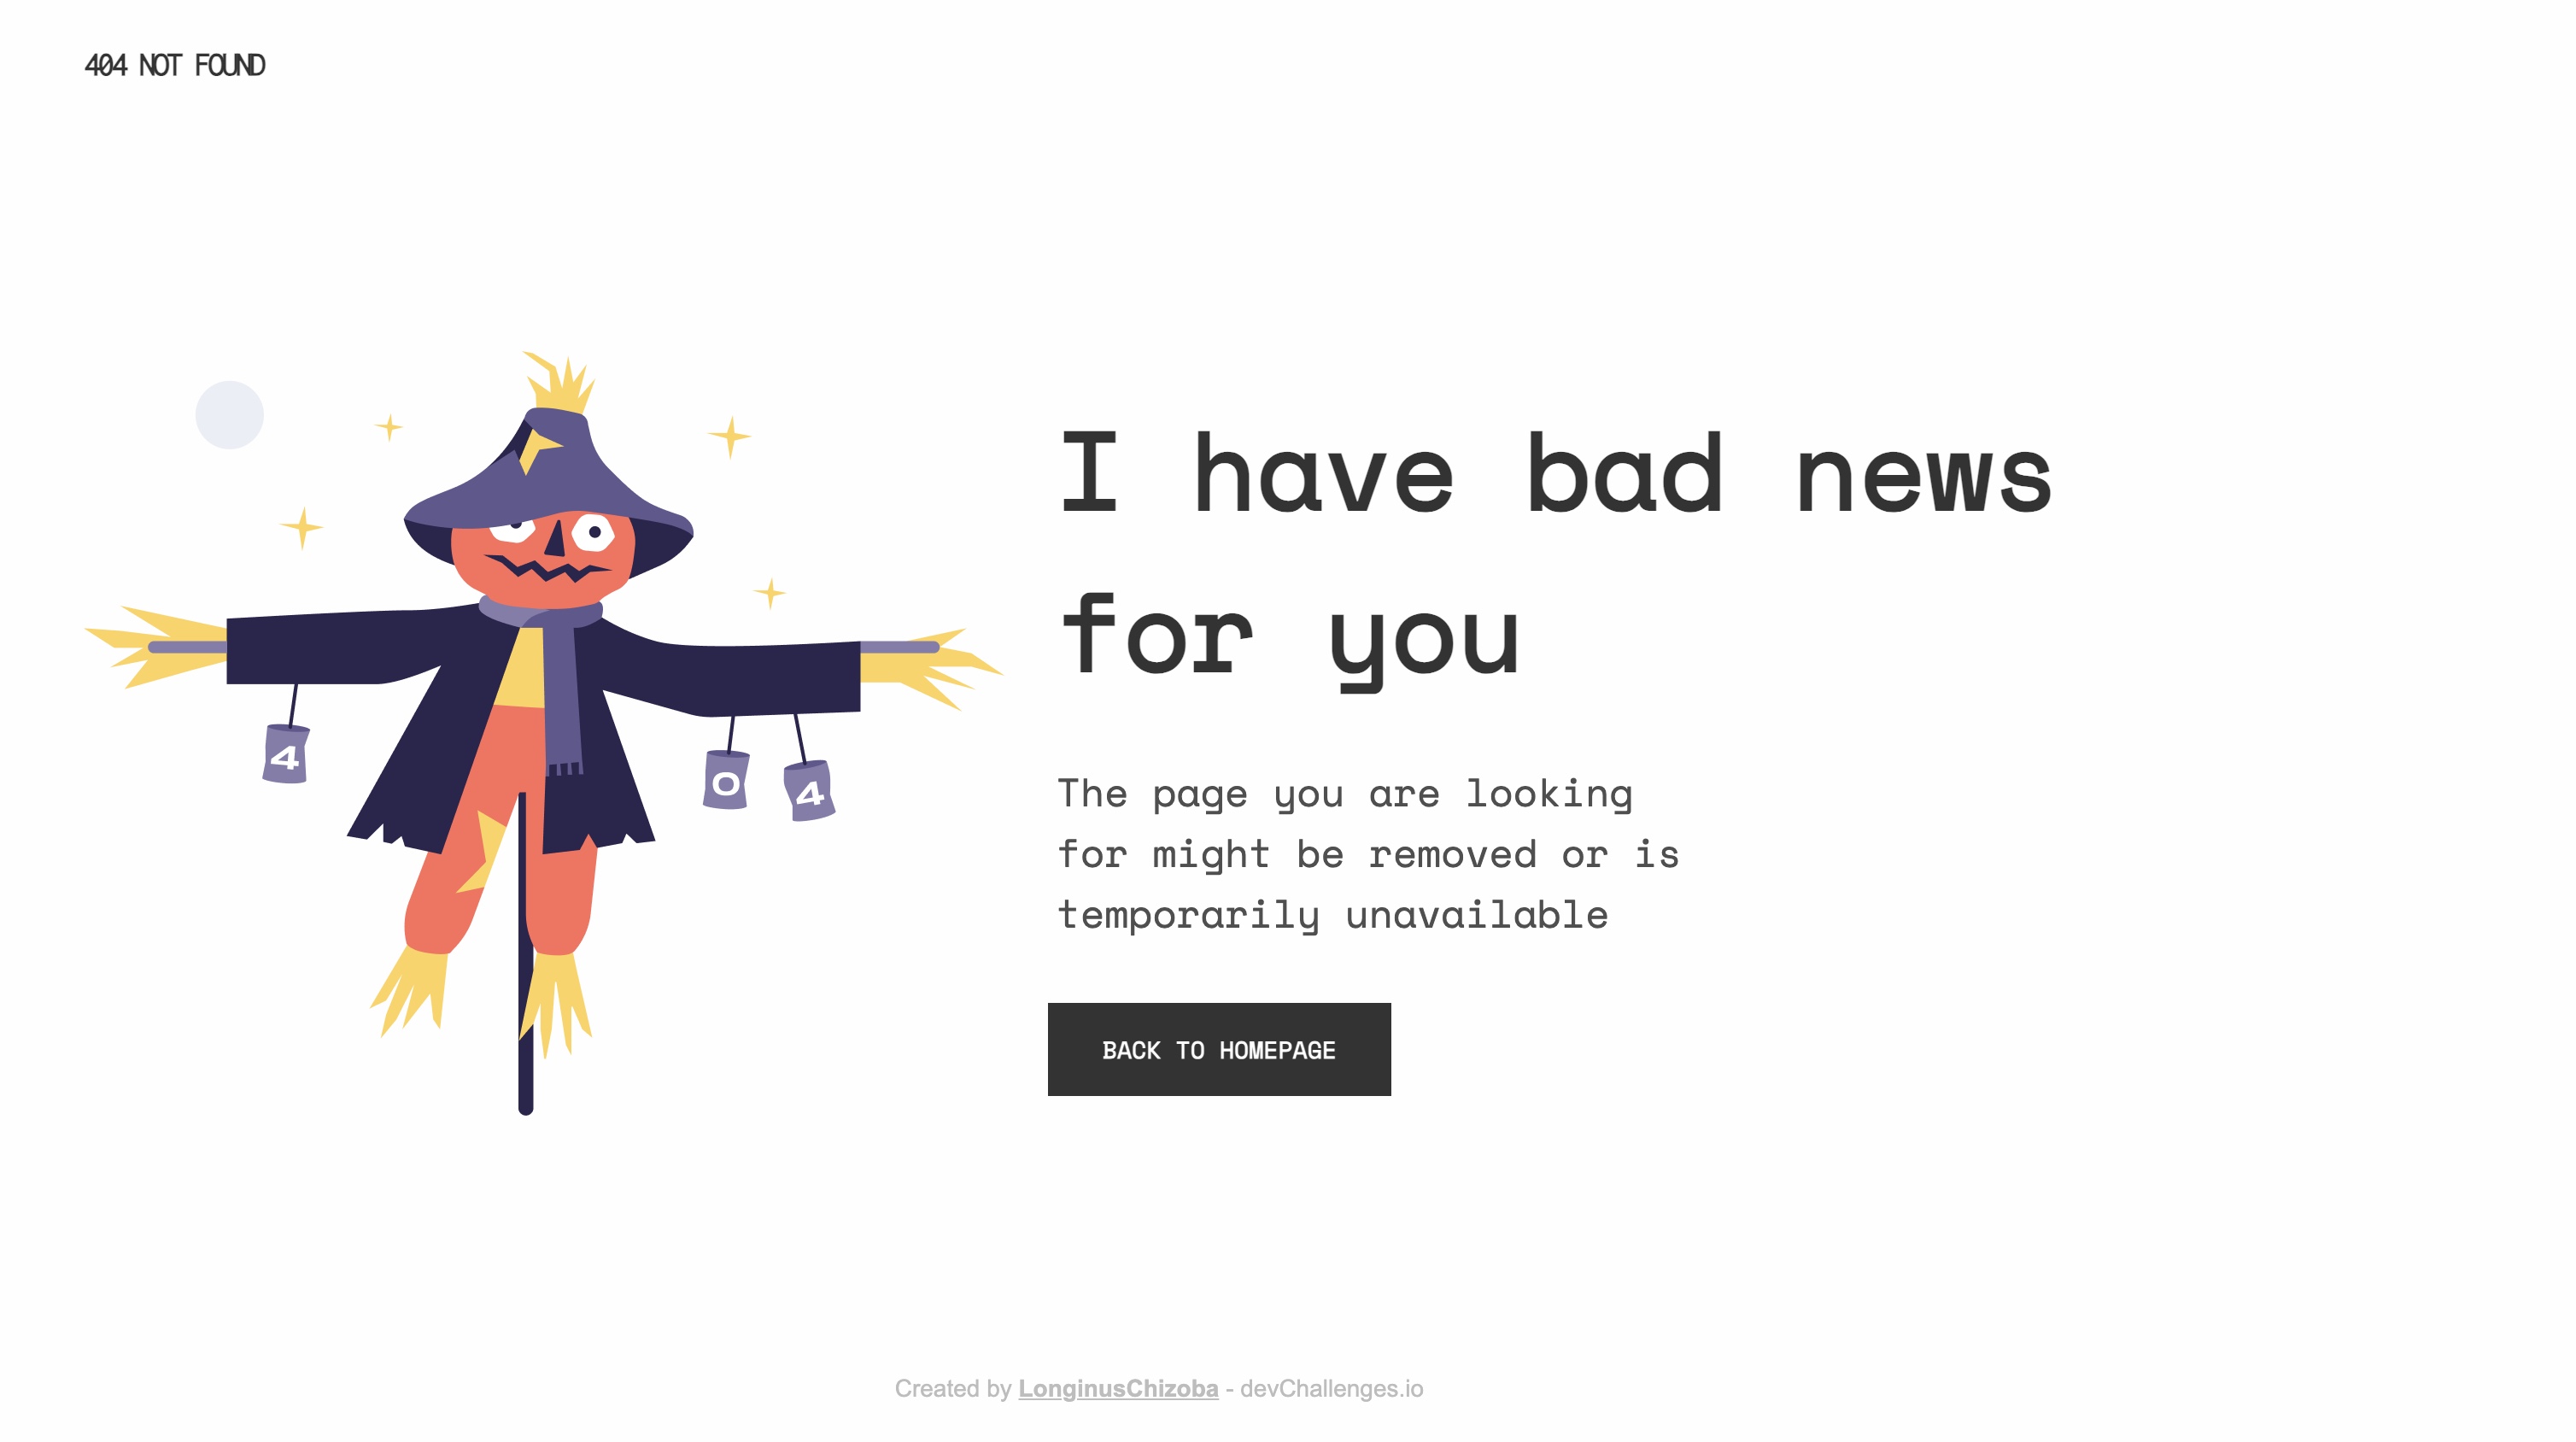 404 NOT FOUND
I have bad news
for you
4
0
4
The page you are looking
for might be removed or is
temporarily unavailable
BACK TO HOMEPAGE
Created by LonginusChizoba - devChallenges.io